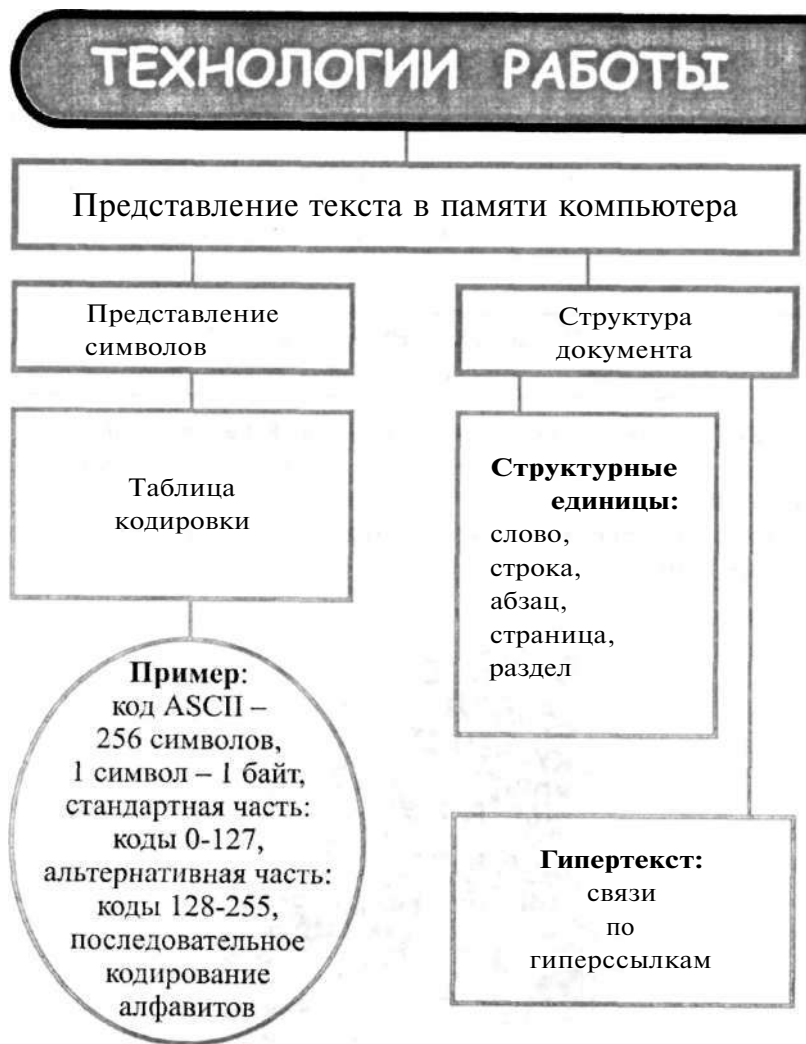 ТЕХНОЛОГИИ РАБОТЫ
Представление текста в памяти компьютера
Представление
символов
Структура
документа
Таблица
кодировки
Структурные
единицы:
слово,
строка,
абзац,
страница,
раздел
Пример:
код ASCII –
256 символов,
1 символ – 1 байт,
стандартная часть:
коды 0-127,
альтернативная часть:
коды 128-255,
последовательное
кодирование
алфавитов
Гипертекст:
связи
по
гиперссылкам